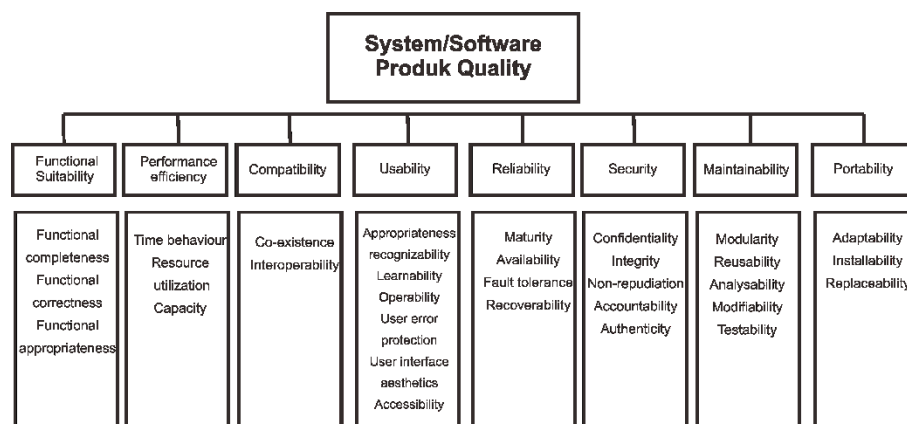 System/Software
Produk Quality
Functional
Suitability
Performance
efficiency
Compatibility
Usability
Reliability
Security
Maintainability
Portability
Functional
completeness
Functional
correctness
Functional
appropriateness
Time behaviour
Resource
utilization
Capacity
Co-existence
Interoperability
Appropriateness
recognizability
Learnability
Operability
User error
protection
User interface
aesthetics
Accessibility
Maturity
Availability
Fault tolerance
Recoverability
Confidentiality
Integrity
Non-repudiation
Accountability
Authenticity
Modularity
Reusability
Analysability
Modifiability
Testability
Adaptability
Installability
Replaceability